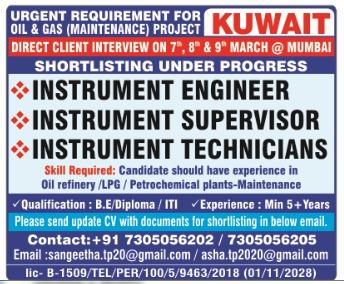 URGENT REQUIREMENT FOR
OIL & GAS (MAINTENANCE) PROJECT
KUWAIT
DIRECT CLIENT INTERVIEW ON 7th, 8th & 9th MARCH @ MUMBAI
SHORTLISTING UNDER PROGRESS
❖ INSTRUMENT ENGINEER
❖ INSTRUMENT SUPERVISOR
❖ INSTRUMENT TECHNICIANS
Skill Required: Candidate should have experience in
Oil refinery /LPG / Petrochemical plants-Maintenance
✓Qualification : B.E/Diploma / ITI ✓Experience : Min 5+Years
Please send update CV with documents for shortlisting in below email.
Contact:+91 7305056202 / 7305056205
Email :sangeetha.tp20@gmail.com / asha.tp2020@gmail.com
lic- B-1509/TEL/PER/100/5/9463/2018 (01/11/2028)